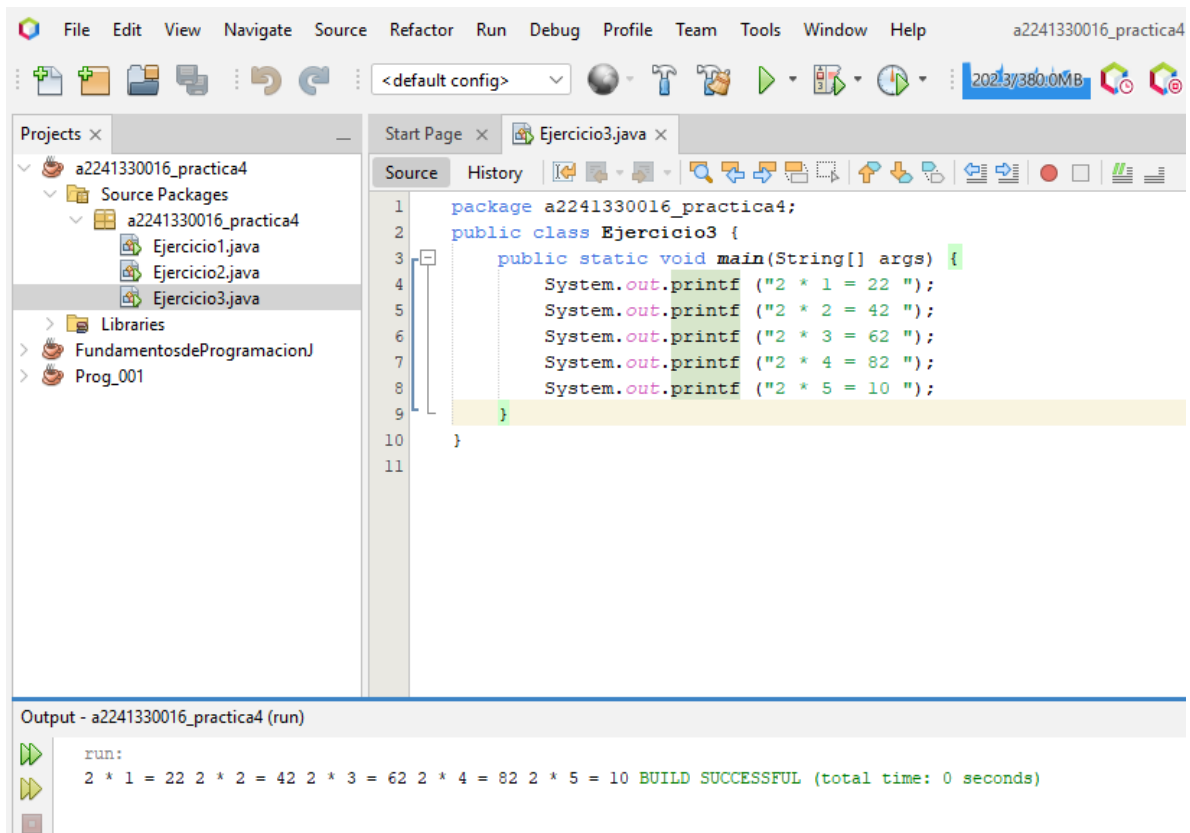 File Edit View Navigate Source Refactor Run Debug Profile Team Tools Window Help a2241330016_practica4
<default config> 202.3/380.0MB
Projects
Start Page Ejercicio3.java
a2241330016_practica4
Source Packages
a2241330016_practica4
Ejercicio1.java
Ejercicio2.java
Ejercicio3.java
Libraries
FundamentosdeProgramacionJ
Prog_001
Source History
1 package a2241330016_practica4;
2 public class Ejercicio3 {
3 public static void main(String[] args) {
4 System.out.printf ("2 * 1 = 22 ");
5 System.out.printf ("2 * 2 = 42 ");
6 System.out.printf ("2 * 3 = 62 ");
7 System.out.printf ("2 * 4 = 82 ");
8 System.out.printf ("2 * 5 = 10 ");
9 }
10 }
11
Output - a2241330016_practica4 (run)
run:
2 * 1 = 22 2 * 2 = 42 2 * 3 = 62 2 * 4 = 82 2 * 5 = 10 BUILD SUCCESSFUL (total time: 0 seconds)